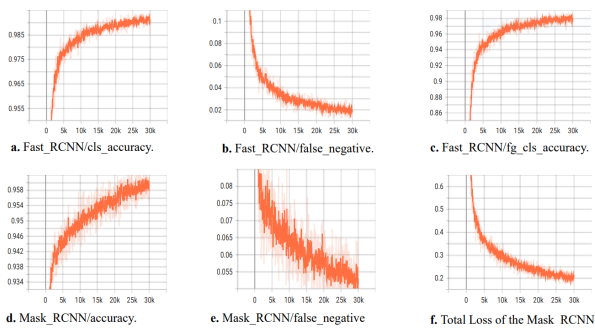 0.985
0.975
0.965
0.955
0 5k 10k 15k 20k 25k 30k
a. Fast_RCNN/cls_accuracy.
0.1
0.08
0.06
0.04
0.02
0 5k 10k 15k 20k 25k 30k
b. Fast_RCNN/false_negative.
0.98
0.96
0.94
0.92
0.90
0.88
0.86
0 5k 10k 15k 20k 25k 30k
c. Fast_RCNN/fg_cls_accuracy.
0.958
0.954
0.95
0.946
0.942
0.938
0.934
0 5k 10k 15k 20k 25k 30k
d. Mask_RCNN/accuracy.
0.08
0.075
0.07
0.065
0.06
0.055
0 5k 10k 15k 20k 25k 30k
e. Mask_RCNN/false_negative
0.6
0.5
0.4
0.3
0.2
0 5k 10k 15k 20k 25k 30k
f. Total Loss of the Mask_RCNN